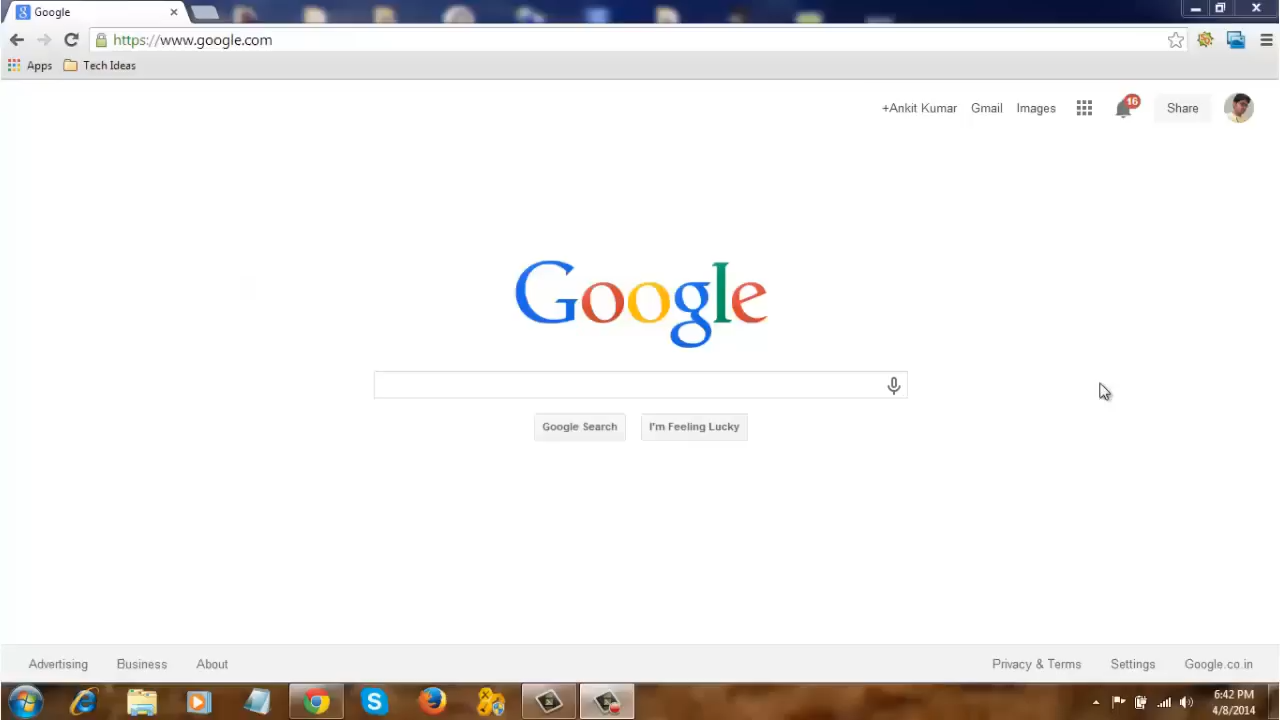 Google
https://www.google.com
Apps Tech Ideas
+Ankit Kumar Gmail Images 16 Share
Google
Google Search I'm Feeling Lucky
Advertising Business About Privacy & Terms Settings Google.co.in
6:42 PM
4/8/2014